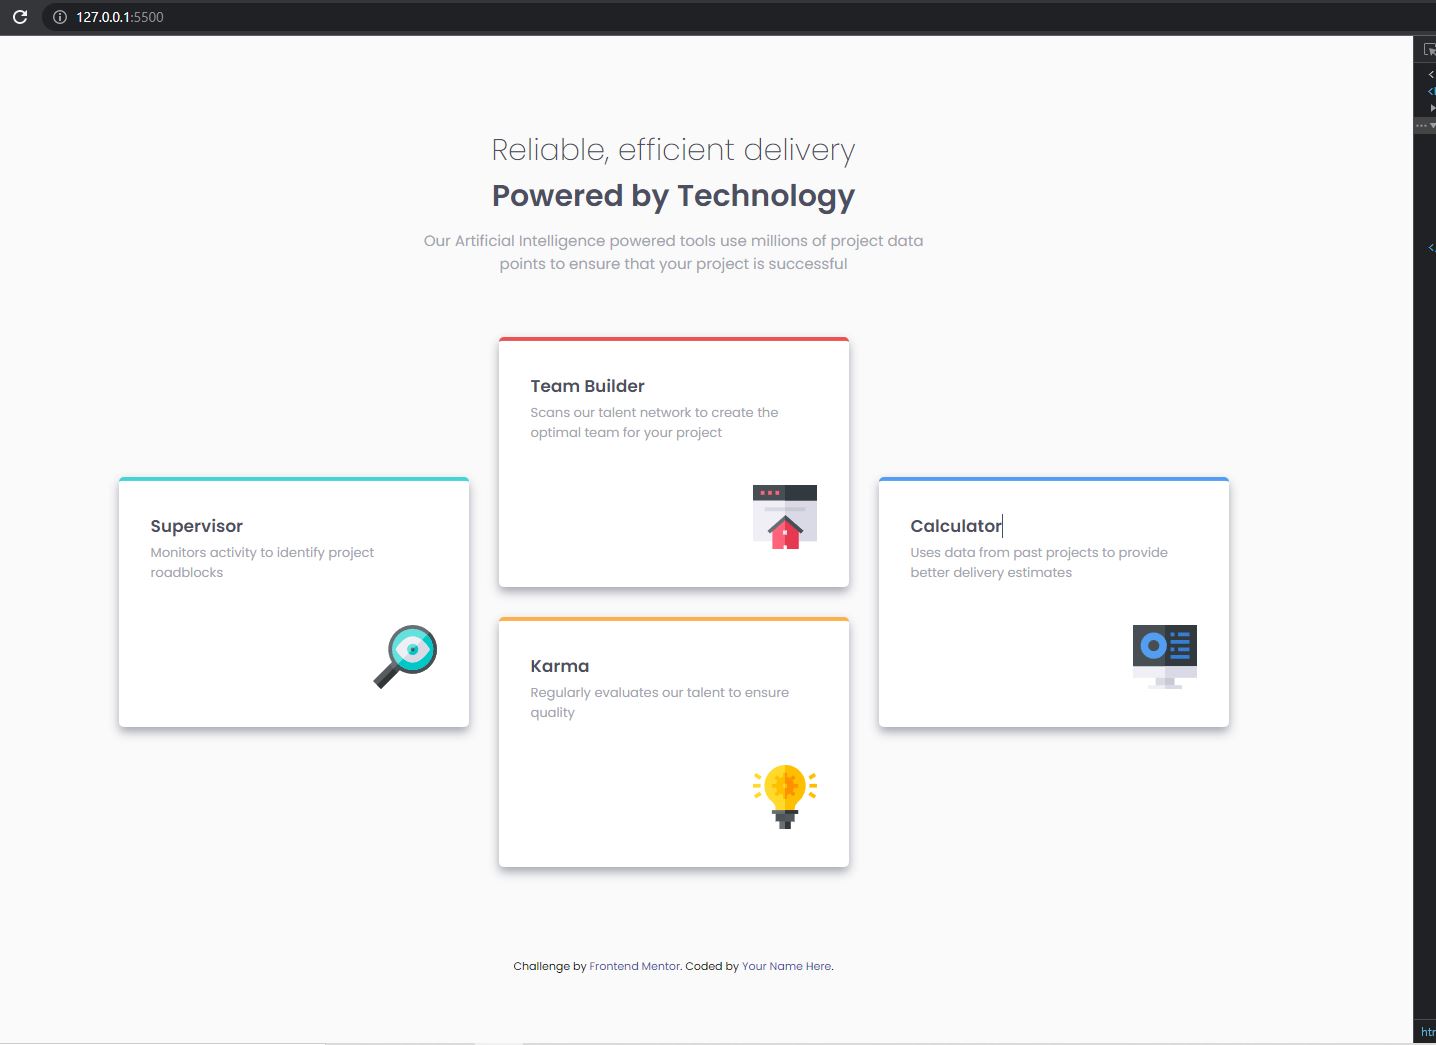 127.0.0.1:5500
Reliable, efficient delivery
Powered by Technology
Our Artificial Intelligence powered tools use millions of project data
points to ensure that your project is successful
Team Builder
Scans our talent network to create the
optimal team for your project
Supervisor
Monitors activity to identify project
roadblocks
Calculator
Uses data from past projects to provide
better delivery estimates
Karma
Regularly evaluates our talent to ensure
quality
Challenge by Frontend Mentor. Coded by Your Name Here.